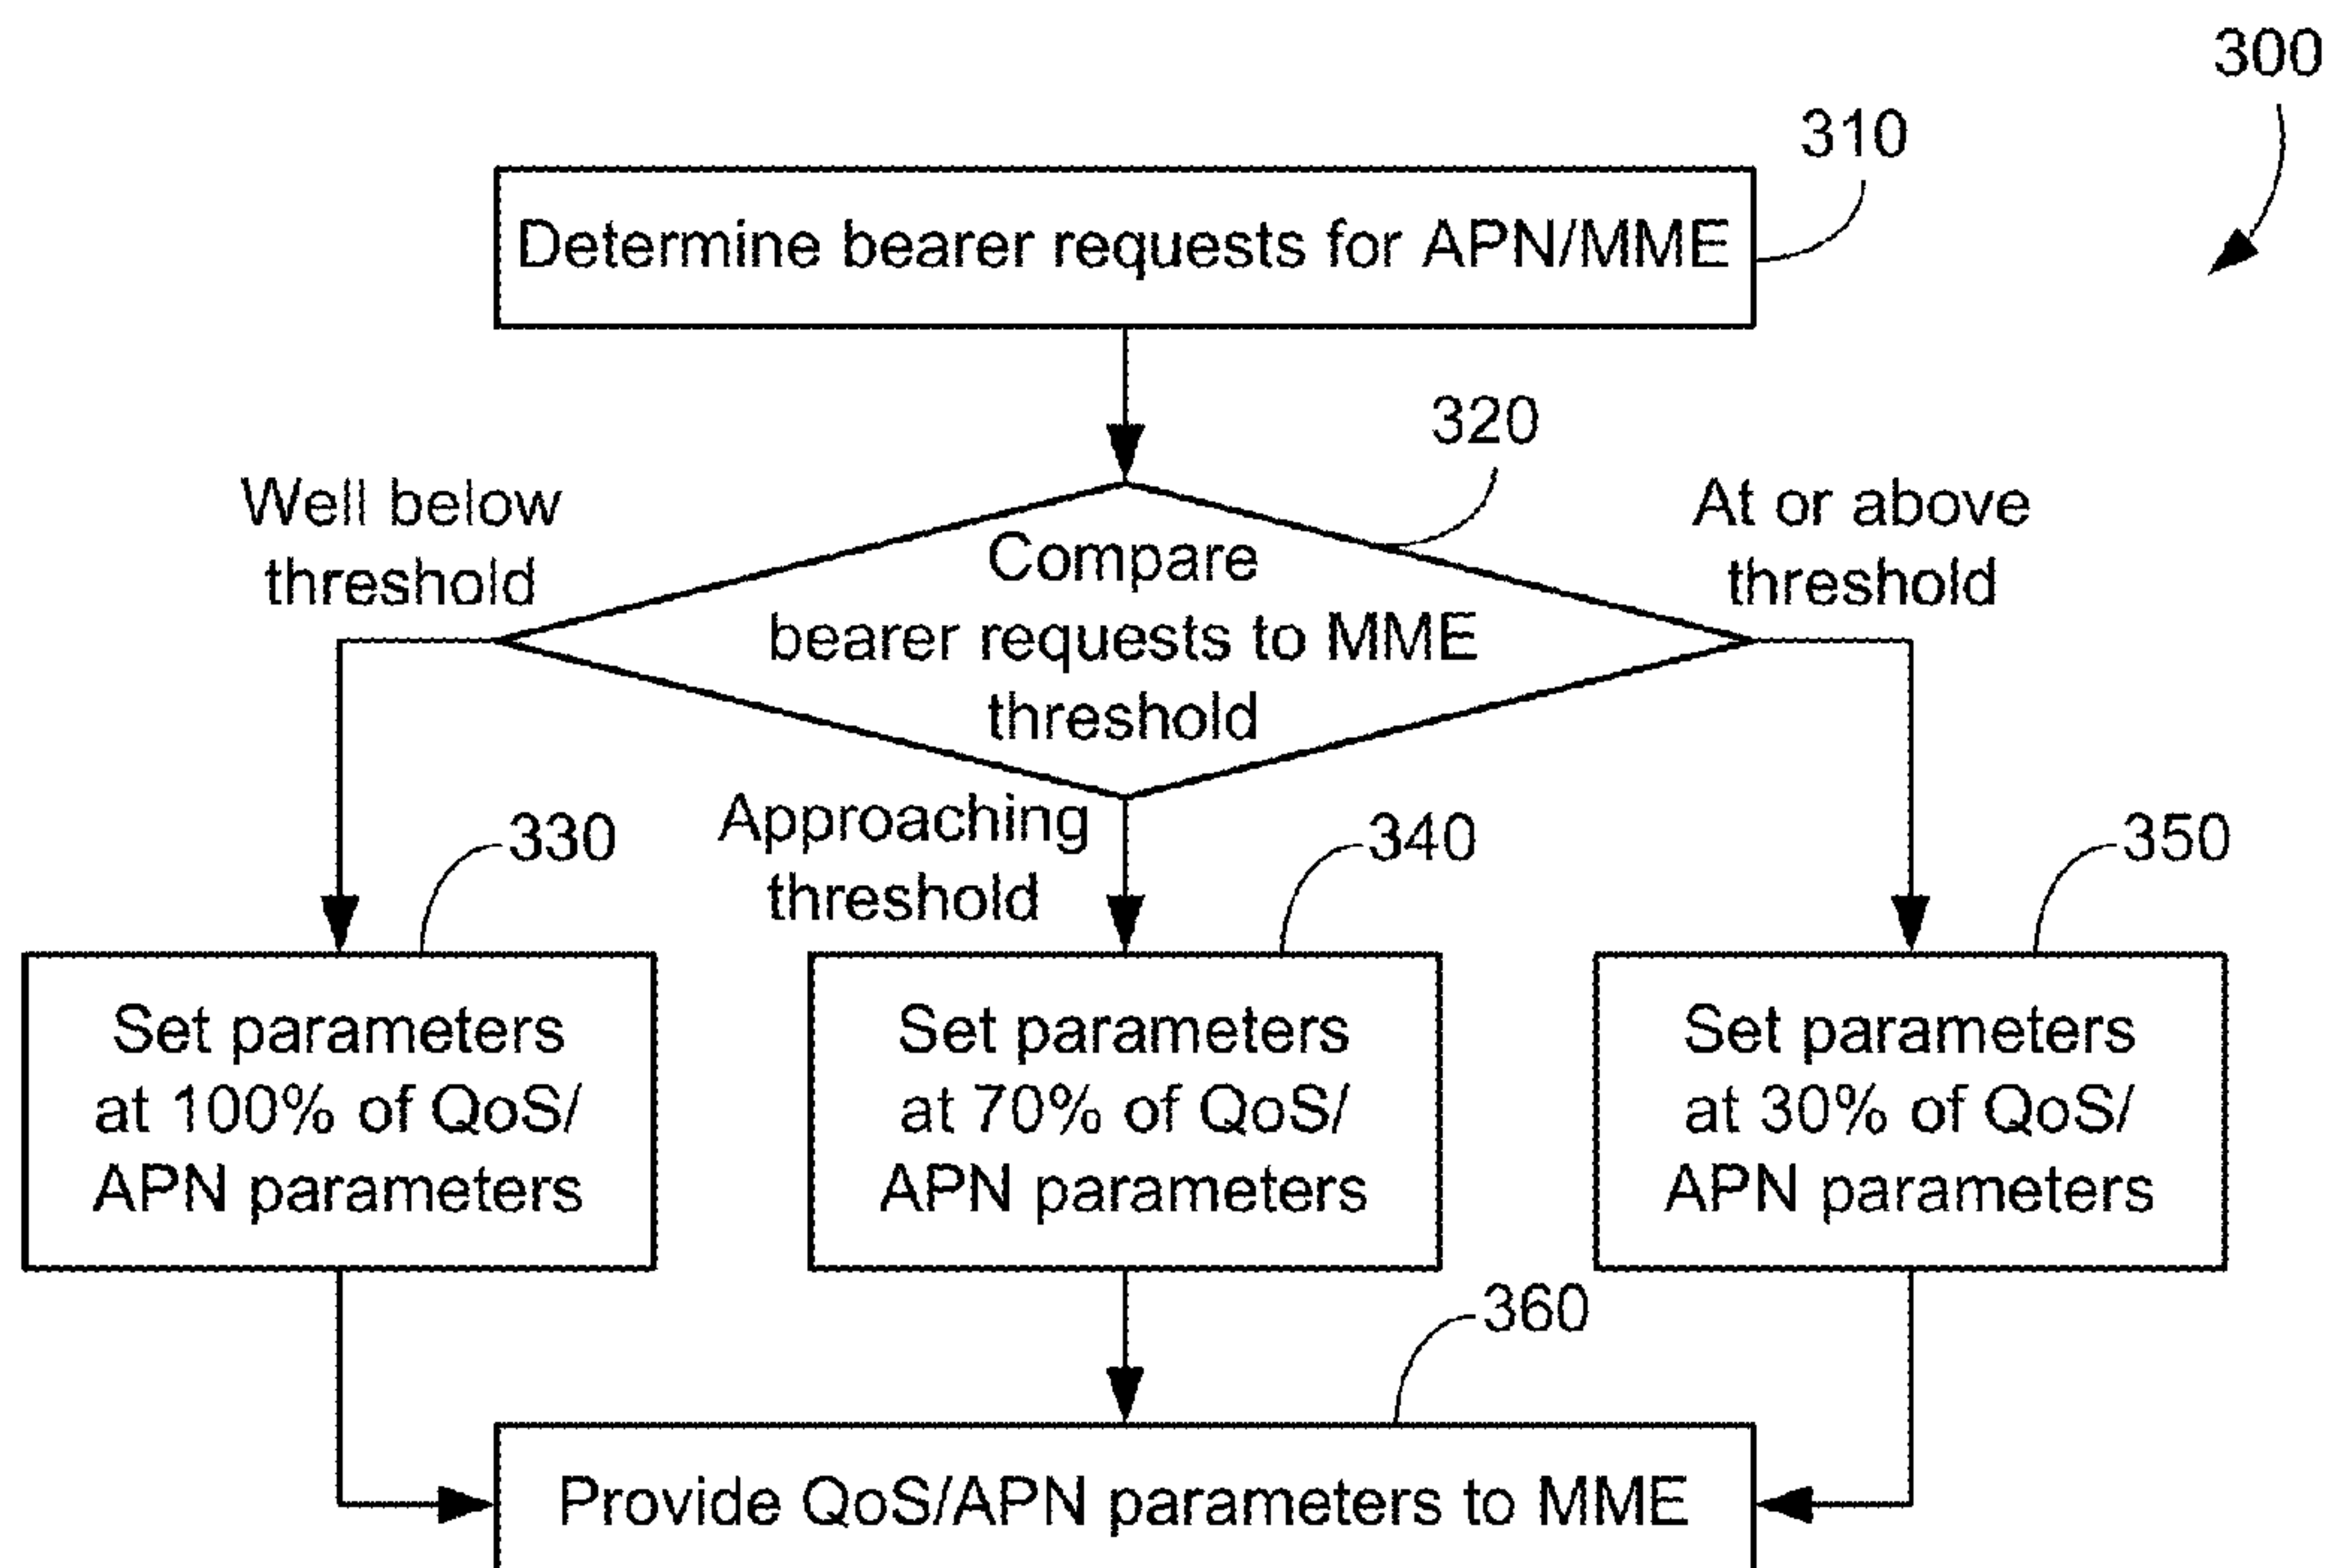 300
310
Determine bearer requests for APN/MME
320
Well below
threshold
Compare
bearer requests to MME
threshold
At or above
threshold
Approaching
threshold
330
340
350
Set parameters
at 100% of QoS/
APN parameters
Set parameters
at 70% of QoS/
APN parameters
Set parameters
at 30% of QoS/
APN parameters
360
Provide QoS/APN parameters to MME